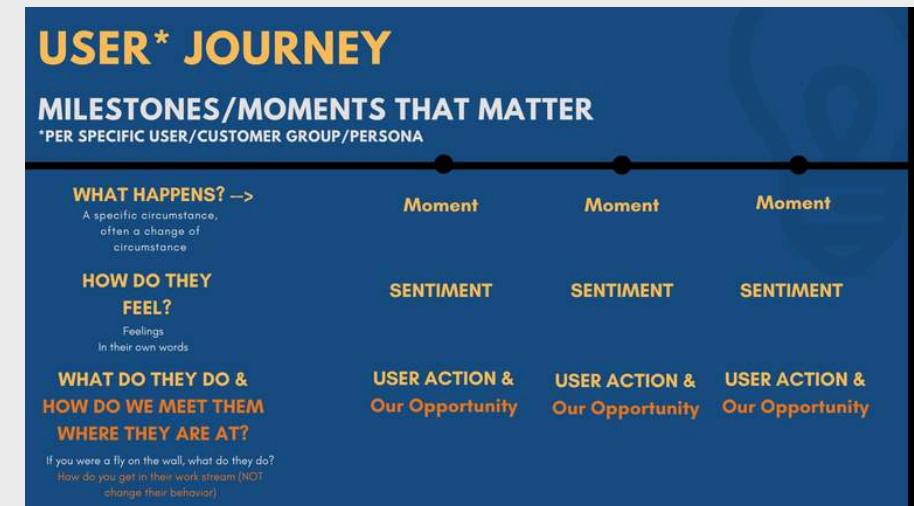 USER* JOURNEY
MILESTONES/MOMENTS THAT MATTER
*PER SPECIFIC USER/CUSTOMER GROUP/PERSONA
WHAT HAPPENS? —>
A specific circumstance,
often a change of
circumstance
Moment
Moment
Moment
HOW DO THEY
FEEL?
Feelings
In their own words
SENTIMENT
SENTIMENT
SENTIMENT
WHAT DO THEY DO &
HOW DO WE MEET THEM
WHERE THEY ARE AT?
If you were a fly on the wall, what do they do?
How do you get in their work stream (NOT
change their behavior)
USER ACTION &
Our Opportunity
USER ACTION &
Our Opportunity
USER ACTION &
Our Opportunity